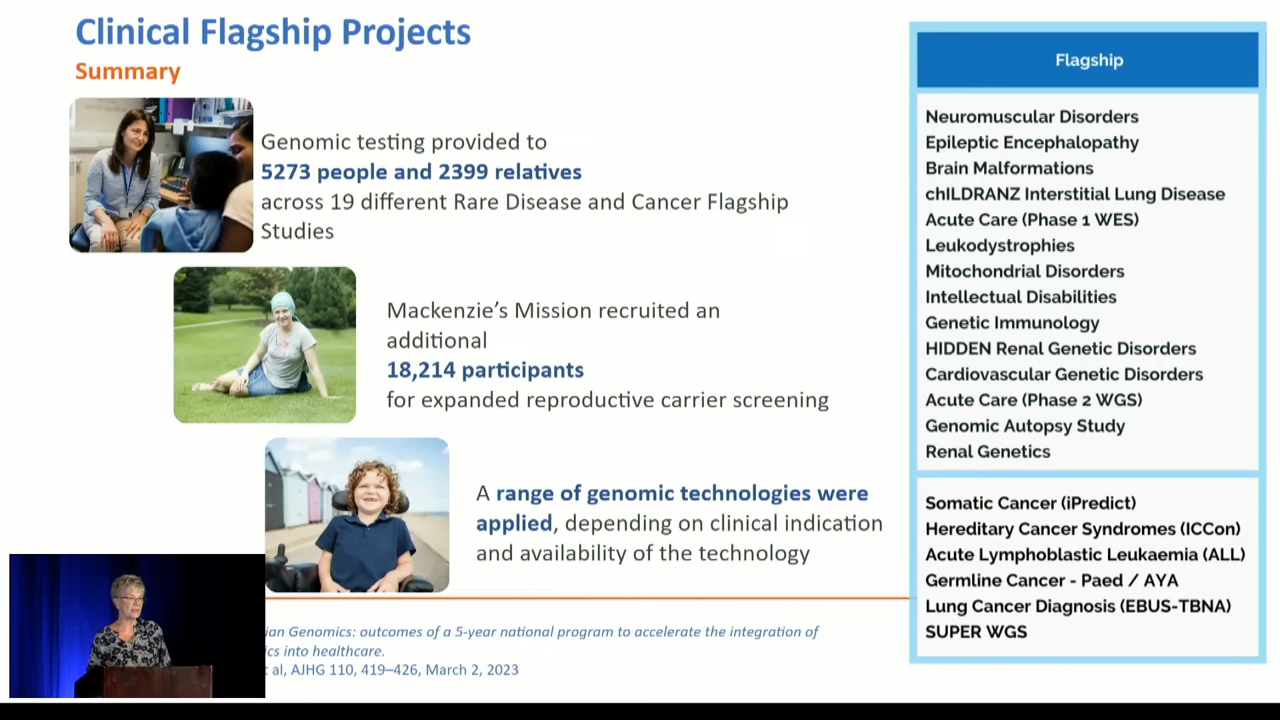 Clinical Flagship Projects
Summary
Genomic testing provided to
5273 people and 2399 relatives
across 19 different Rare Disease and Cancer Flagship
Studies
Mackenzie's Mission recruited an
additional
18,214 participants
for expanded reproductive carrier screening
A range of genomic technologies were
applied, depending on clinical indication
and availability of the technology
ian Genomics: outcomes of a 5-year national program to accelerate the integration of
ics into healthcare.
t al, AJHG 110, 419–426, March 2, 2023
Flagship
Neuromuscular Disorders
Epileptic Encephalopathy
Brain Malformations
chILDRANZ Interstitial Lung Disease
Acute Care (Phase 1 WES)
Leukodystrophies
Mitochondrial Disorders
Intellectual Disabilities
Genetic Immunology
HIDDEN Renal Genetic Disorders
Cardiovascular Genetic Disorders
Acute Care (Phase 2 WGS)
Genomic Autopsy Study
Renal Genetics
Somatic Cancer (iPredict)
Hereditary Cancer Syndromes (ICCon)
Acute Lymphoblastic Leukaemia (ALL)
Germline Cancer - Paed / AYA
Lung Cancer Diagnosis (EBUS-TBNA)
SUPER WGS